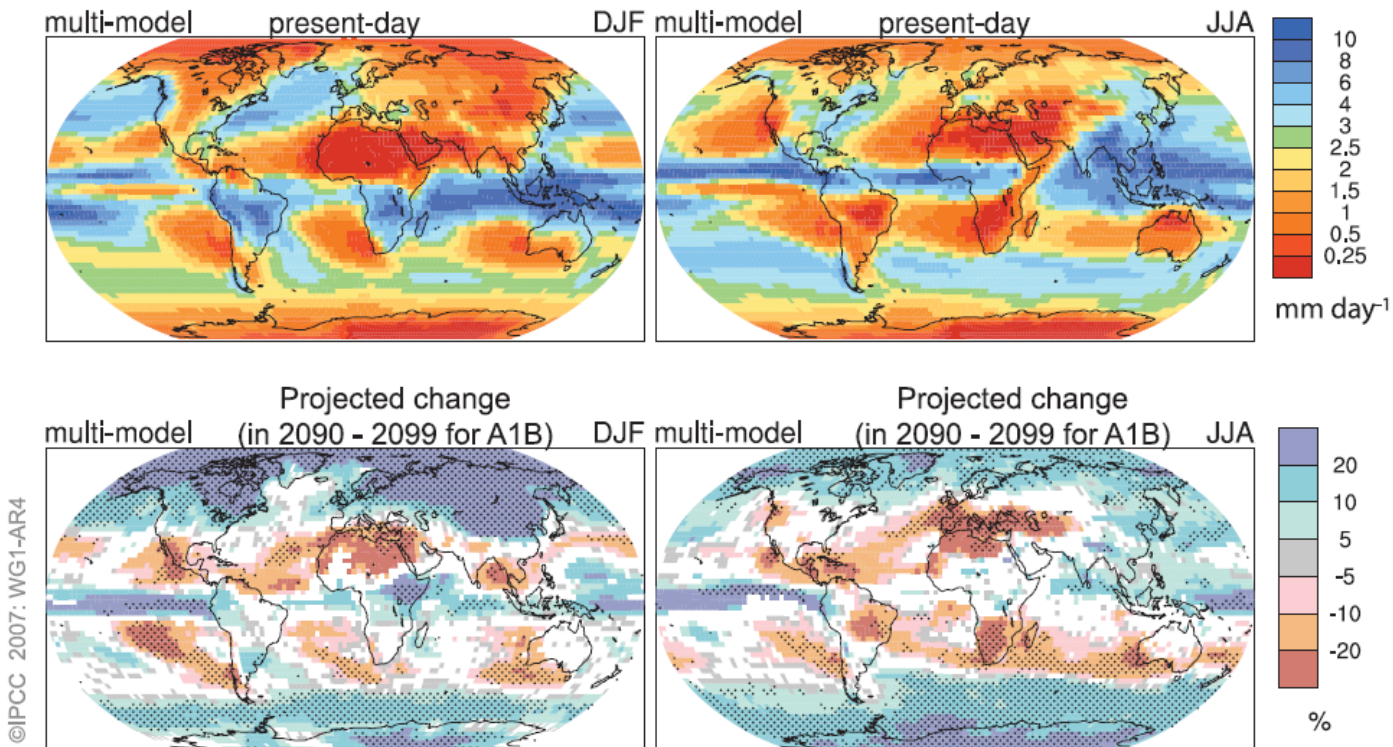 multi-model present-day DJF
multi-model present-day JJA
10
8
6
4
3
2.5
2
1.5
1
0.5
0.25
mm day-1
Projected change
multi-model (in 2090 - 2099 for A1B) DJF
Projected change
multi-model (in 2090 - 2099 for A1B) JJA
20
10
5
-5
-10
-20
%
©IPCC 2007: WG1-AR4